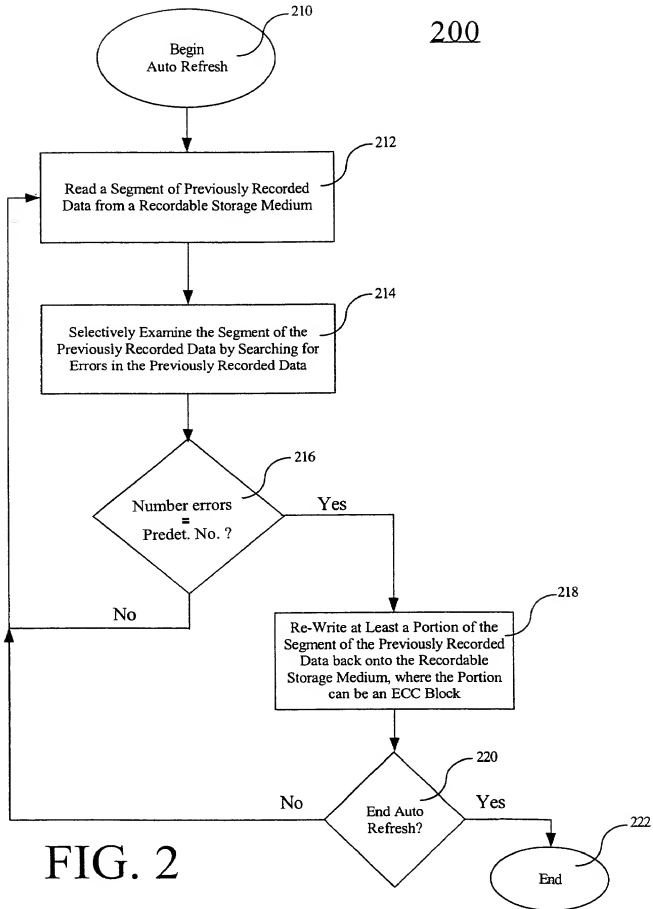 210
200
Begin
Auto Refresh
212
Read a Segment of Previously Recorded
Data from a Recordable Storage Medium
214
Selectively Examine the Segment of the
Previously Recorded Data by Searching for
Errors in the Previously Recorded Data
216
Number errors
=
Predet. No. ?
Yes
No
218
Re-Write at Least a Portion of the
Segment of the Previously Recorded
Data back onto the Recordable
Storage Medium, where the Portion
can be an ECC Block
220
No
End Auto
Refresh?
Yes
222
End
FIG. 2